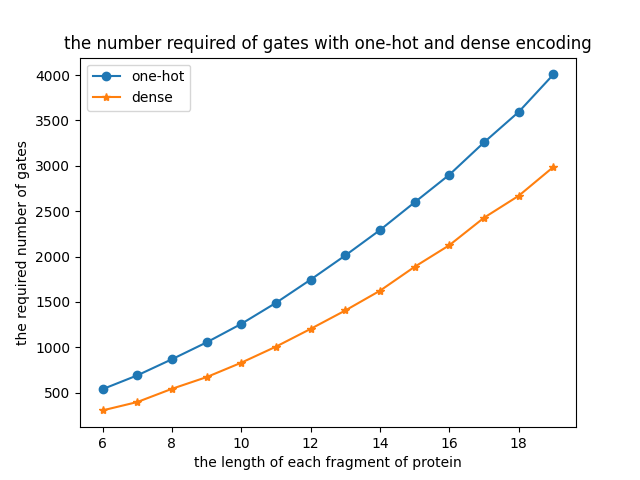 the number required of gates with one-hot and dense encoding
one-hot
dense
4000
3500
3000
2500
2000
1500
1000
500
the required number of gates
6 8 10 12 14 16 18
the length of each fragment of protein